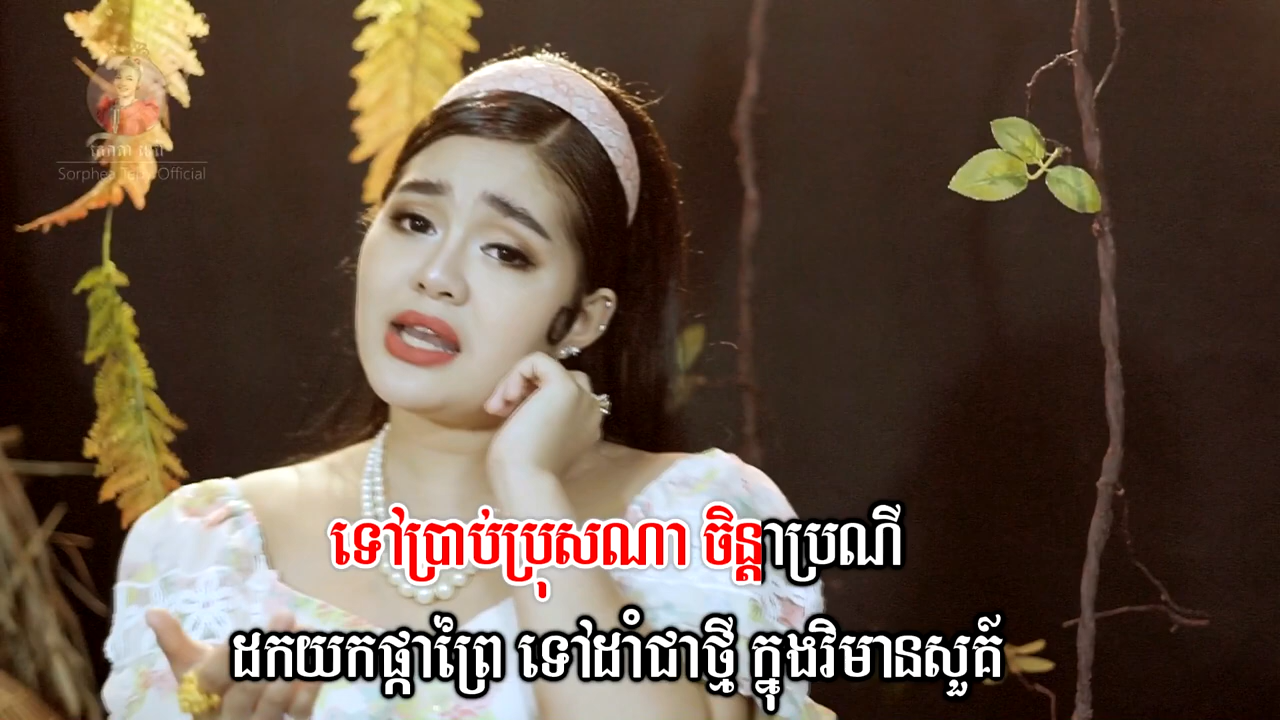 Official
ទៅប្រាប់ប្រុសណា ចិន្តាប្រណី
ដកយកផ្កាព្រៃ ទៅដាំជាថ្មី ក្នុងវិមានសួគ៌